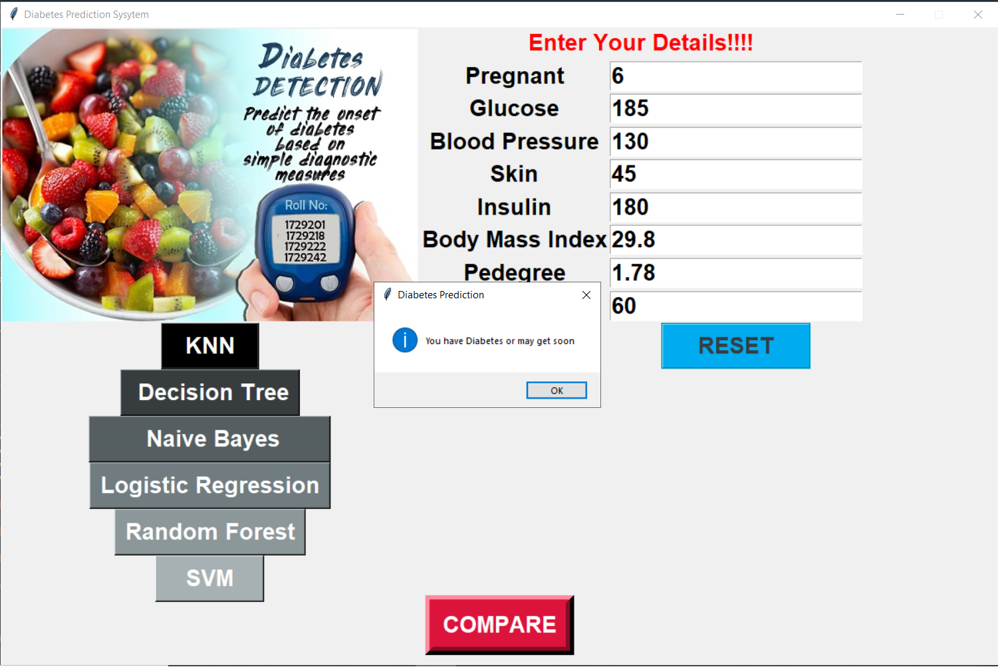 Diabetes Prediction Sysytem
Diabetes
DETECTION
Predict the onset
of diabetes
based on
simple diagnostic
measures
Roll No:
1729201
1729218
1729222
1729242
Enter Your Details!!!!
Pregnant 6
Glucose 185
Blood Pressure 130
Skin 45
Insulin 180
Body Mass Index 29.8
Pedegree 1.78
60
Diabetes Prediction
i You have Diabetes or may get soon
OK
KNN
RESET
Decision Tree
Naive Bayes
Logistic Regression
Random Forest
SVM
COMPARE